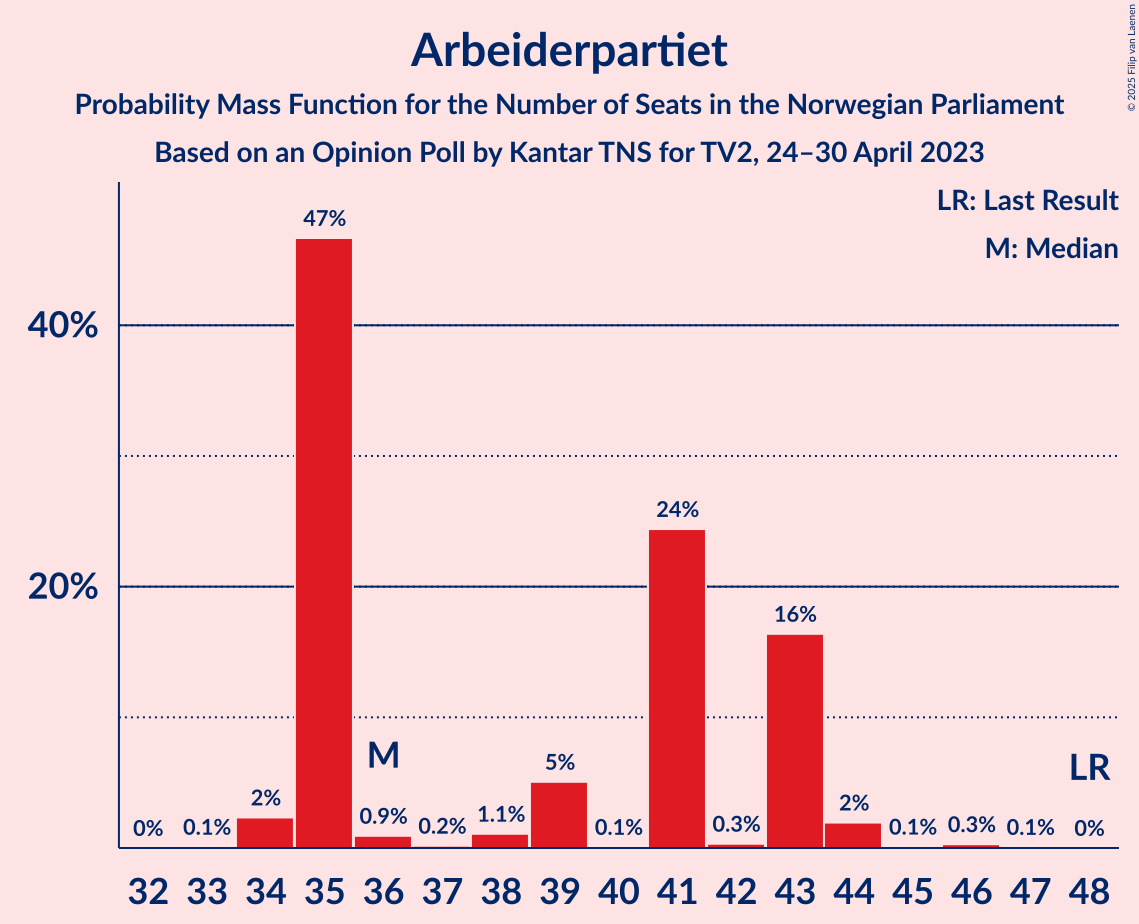 Arbeiderpartiet
Probability Mass Function for the Number of Seats in the Norwegian Parliament
Based on an Opinion Poll by Kantar TNS for TV2, 24–30 April 2023
© 2025 Filip van Laenen
LR: Last Result
M: Median
40%
20%
0% 0.1% 2% 47% 0.9% 0.2% 1.1% 5% 0.1% 24% 0.3% 16% 2% 0.1% 0.3% 0.1% 0%
M LR
32 33 34 35 36 37 38 39 40 41 42 43 44 45 46 47 48